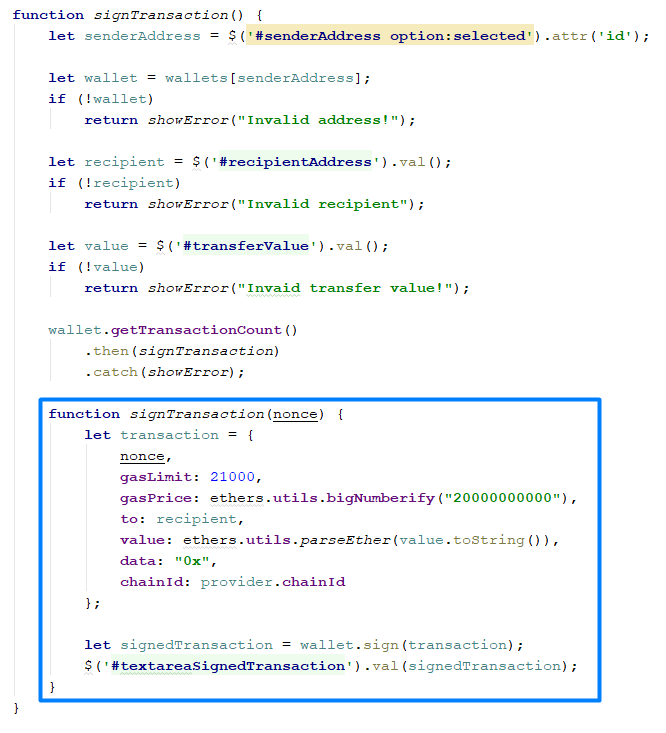 function signTransaction() {
let senderAddress = $('#senderAddress option:selected').attr('id');
let wallet = wallets[senderAddress];
if (!wallet)
return showError("Invalid address!");
let recipient = $('#recipientAddress').val();
if (!recipient)
return showError("Invalid recipient");
let value = $('#transferValue').val();
if (!value)
return showError("Invaid transfer value!");
wallet.getTransactionCount()
.then(signTransaction)
.catch(showError);
function signTransaction(nonce) {
let transaction = {
nonce,
gasLimit: 21000,
gasPrice: ethers.utils.bigNumberify("20000000000"),
to: recipient,
value: ethers.utils.parseEther(value.toString()),
data: "0x",
chainId: provider.chainId
};
let signedTransaction = wallet.sign(transaction);
$('#textareaSignedTransaction').val(signedTransaction);
}
}